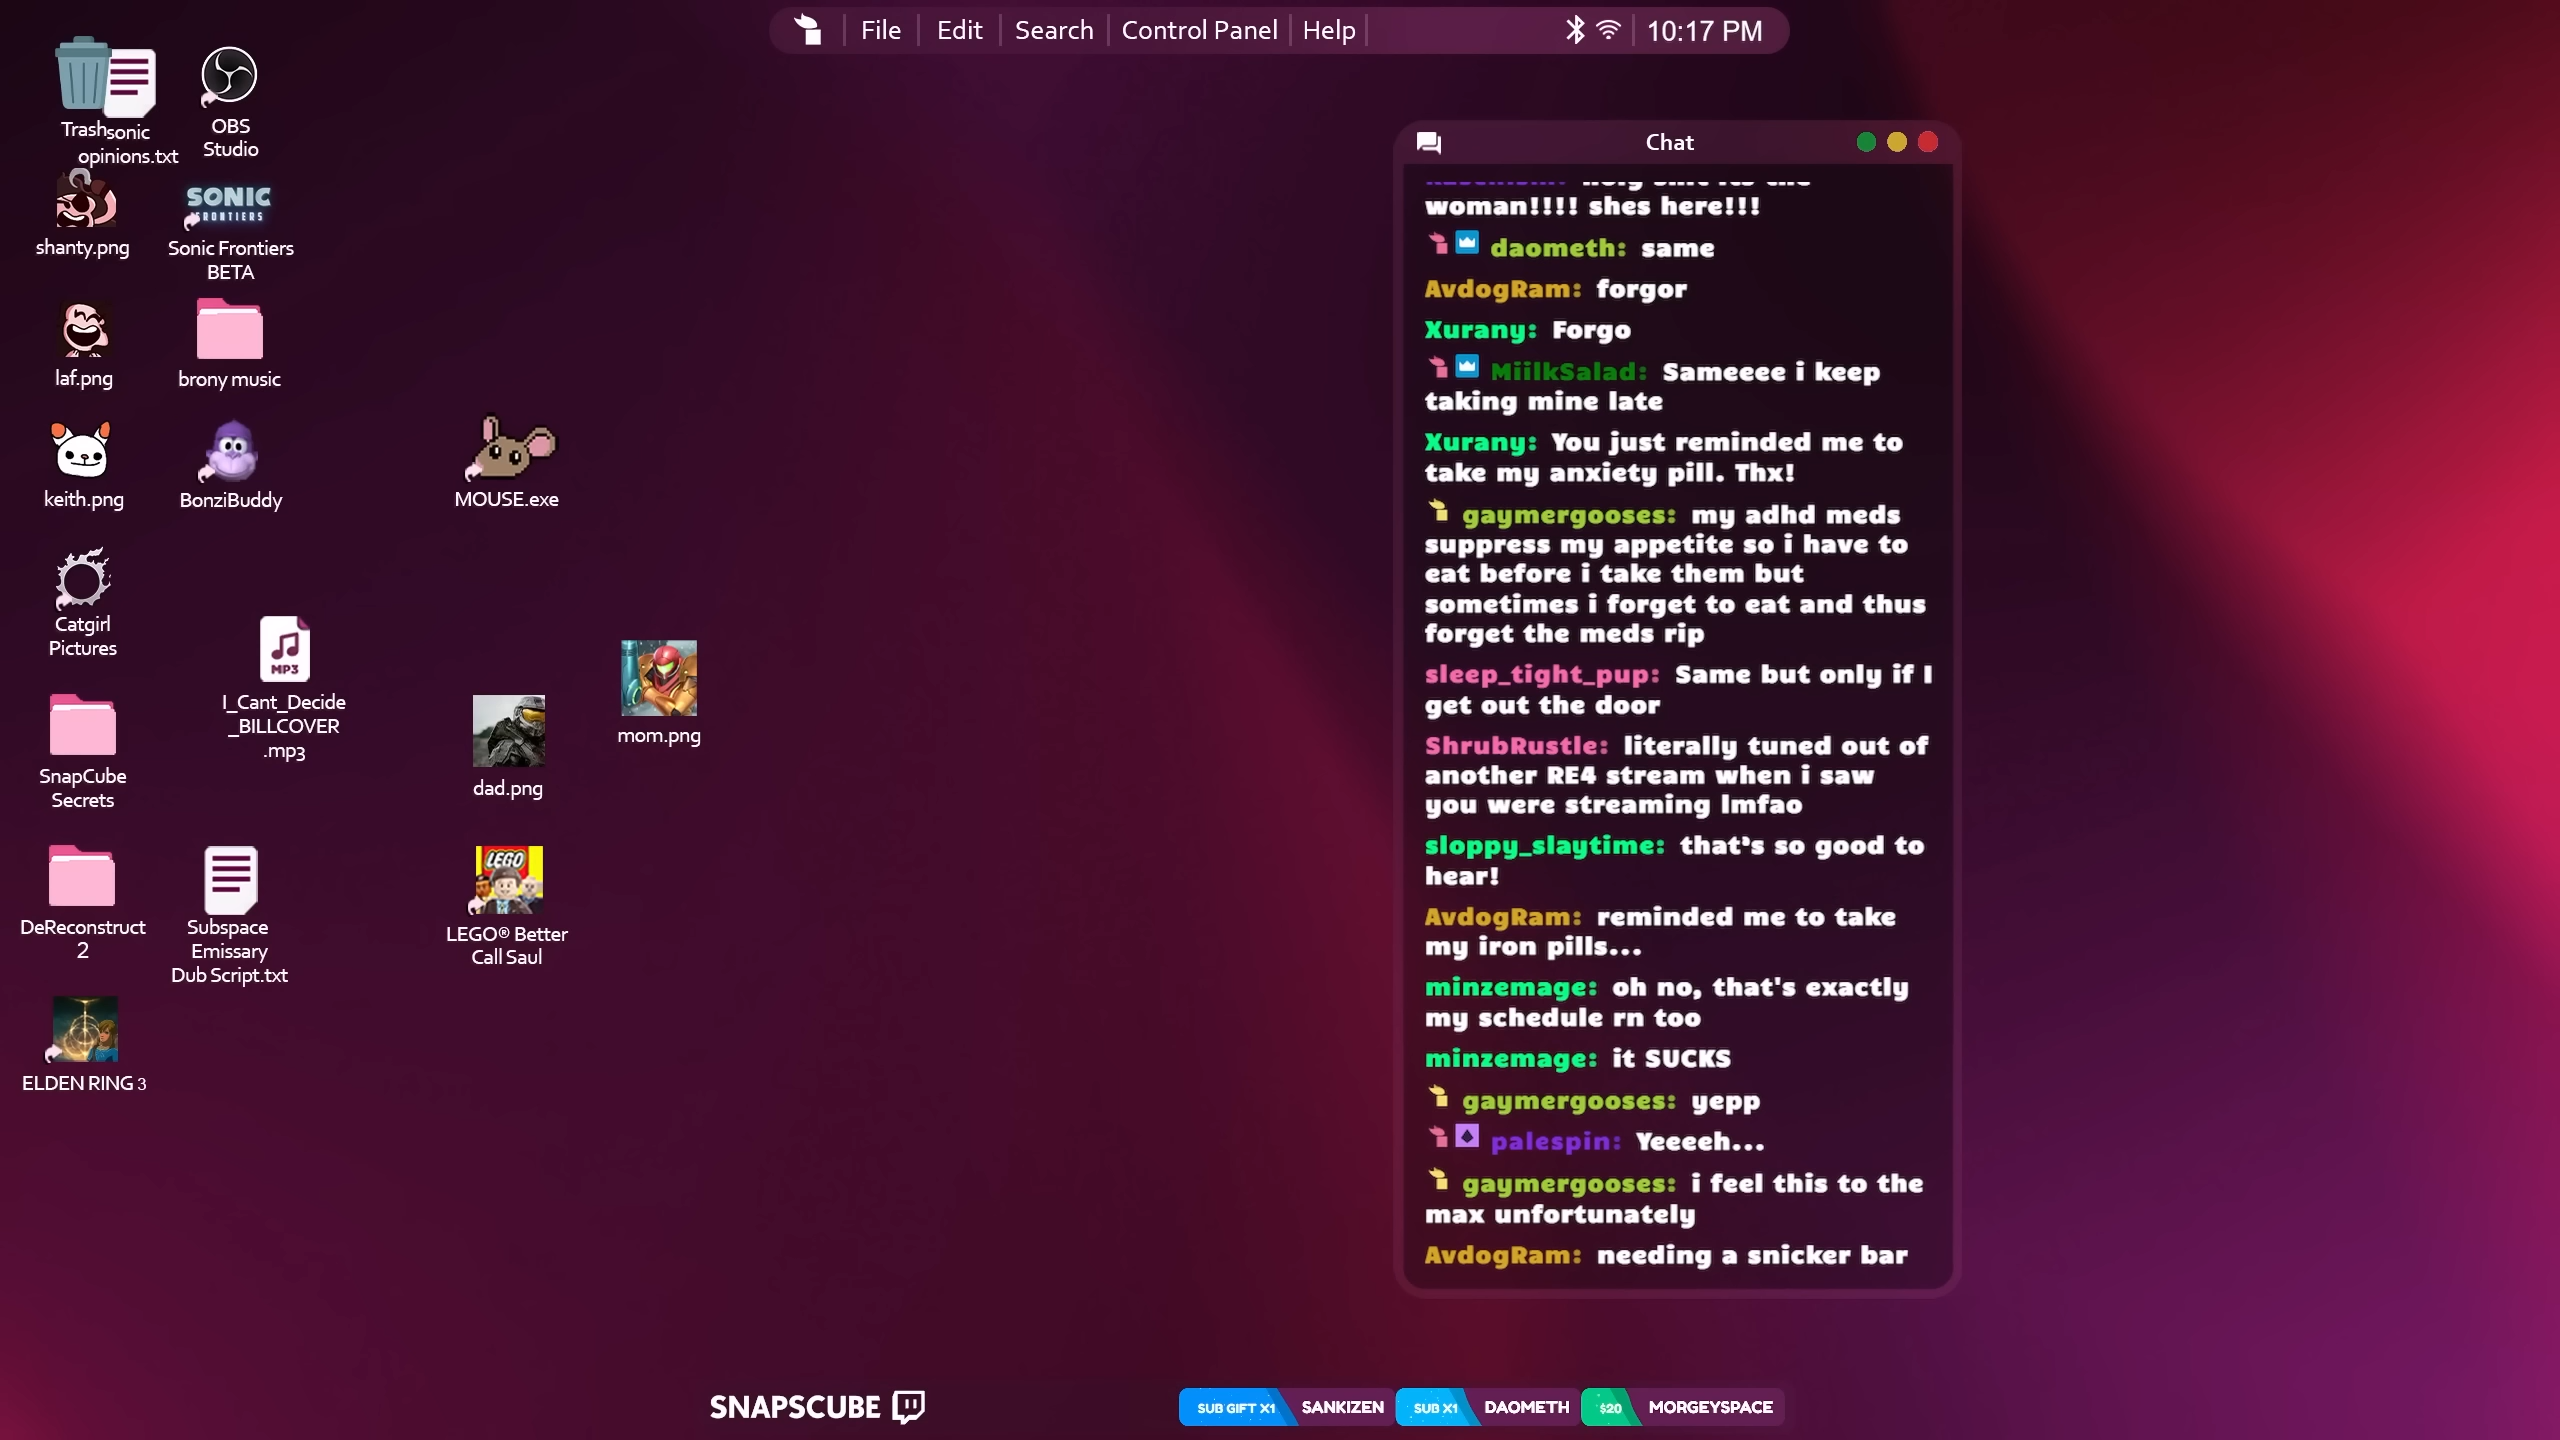 File
Edit
Search
Control Panel
Help
10:17 PM
Trash
sonic
opinions.txt
OBS
Studio
shanty.png
SONIC
FRONTIERS
Sonic Frontiers
BETA
laf.png
brony music
keith.png
BonziBuddy
MOUSE.exe
Catgirl
Pictures
MP3
I_Cant_Decide
_BILLCOVER
.mp3
mom.png
dad.png
SnapCube
Secrets
DeReconstruct
2
Subspace
Emissary
Dub Script.txt
LEGO
LEGO® Better
Call Saul
ELDEN RING 3
Chat
woman!!!! shes here!!!
daometh: same
AvdogRam: forgor
Xurany: Forgo
MiilkSalad: Sameeee i keep
taking mine late
Xurany: You just reminded me to
take my anxiety pill. Thx!
gaymergooses: my adhd meds
suppress my appetite so i have to
eat before i take them but
sometimes i forget to eat and thus
forget the meds rip
sleep_tight_pup: Same but only if I
get out the door
ShrubRustle: literally tuned out of
another RE4 stream when i saw
you were streaming lmfao
sloppy_slaytime: that's so good to
hear!
AvdogRam: reminded me to take
my iron pills...
minzemage: oh no, that's exactly
my schedule rn too
minzemage: it SUCKS
gaymergooses: yepp
palespin: Yeeeeh...
gaymergooses: i feel this to the
max unfortunately
AvdogRam: needing a snicker bar
SNAPSCUBE
SUB GIFT X1 SANKIZEN
SUB X1 DAOMETH
$20 MORGEYSPACE